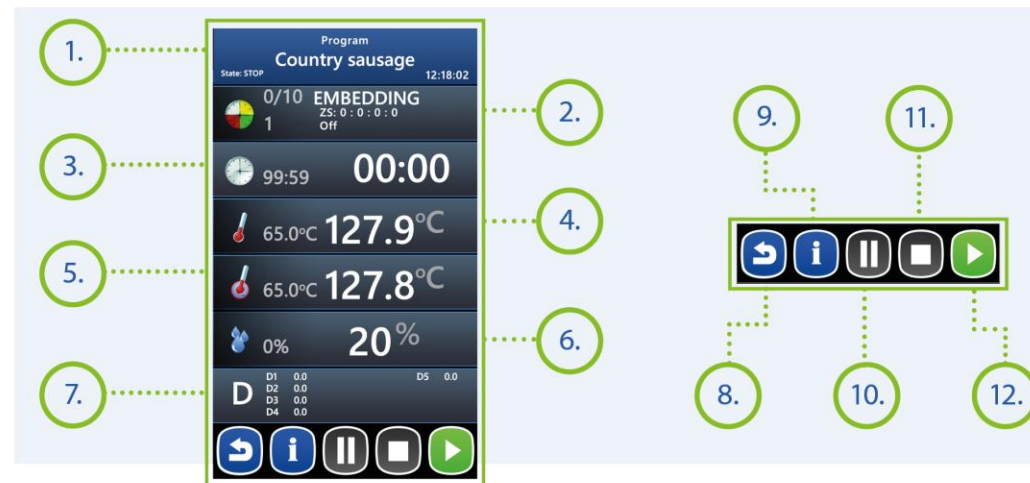 1.
Program
Country sausage
State: STOP 12:18:02
2.
0/10 EMBEDDING
ZS: 0 : 0 : 0 : 0
1 Off
3.
99:59 00:00
4.
65.0°C 127.9°C
5.
65.0°C 127.8°C
6.
0% 20%
7.
D
D1 0.0 D5 0.0
D2 0.0
D3 0.0
D4 0.0
i
9.
11.
i
8.
10.
12.